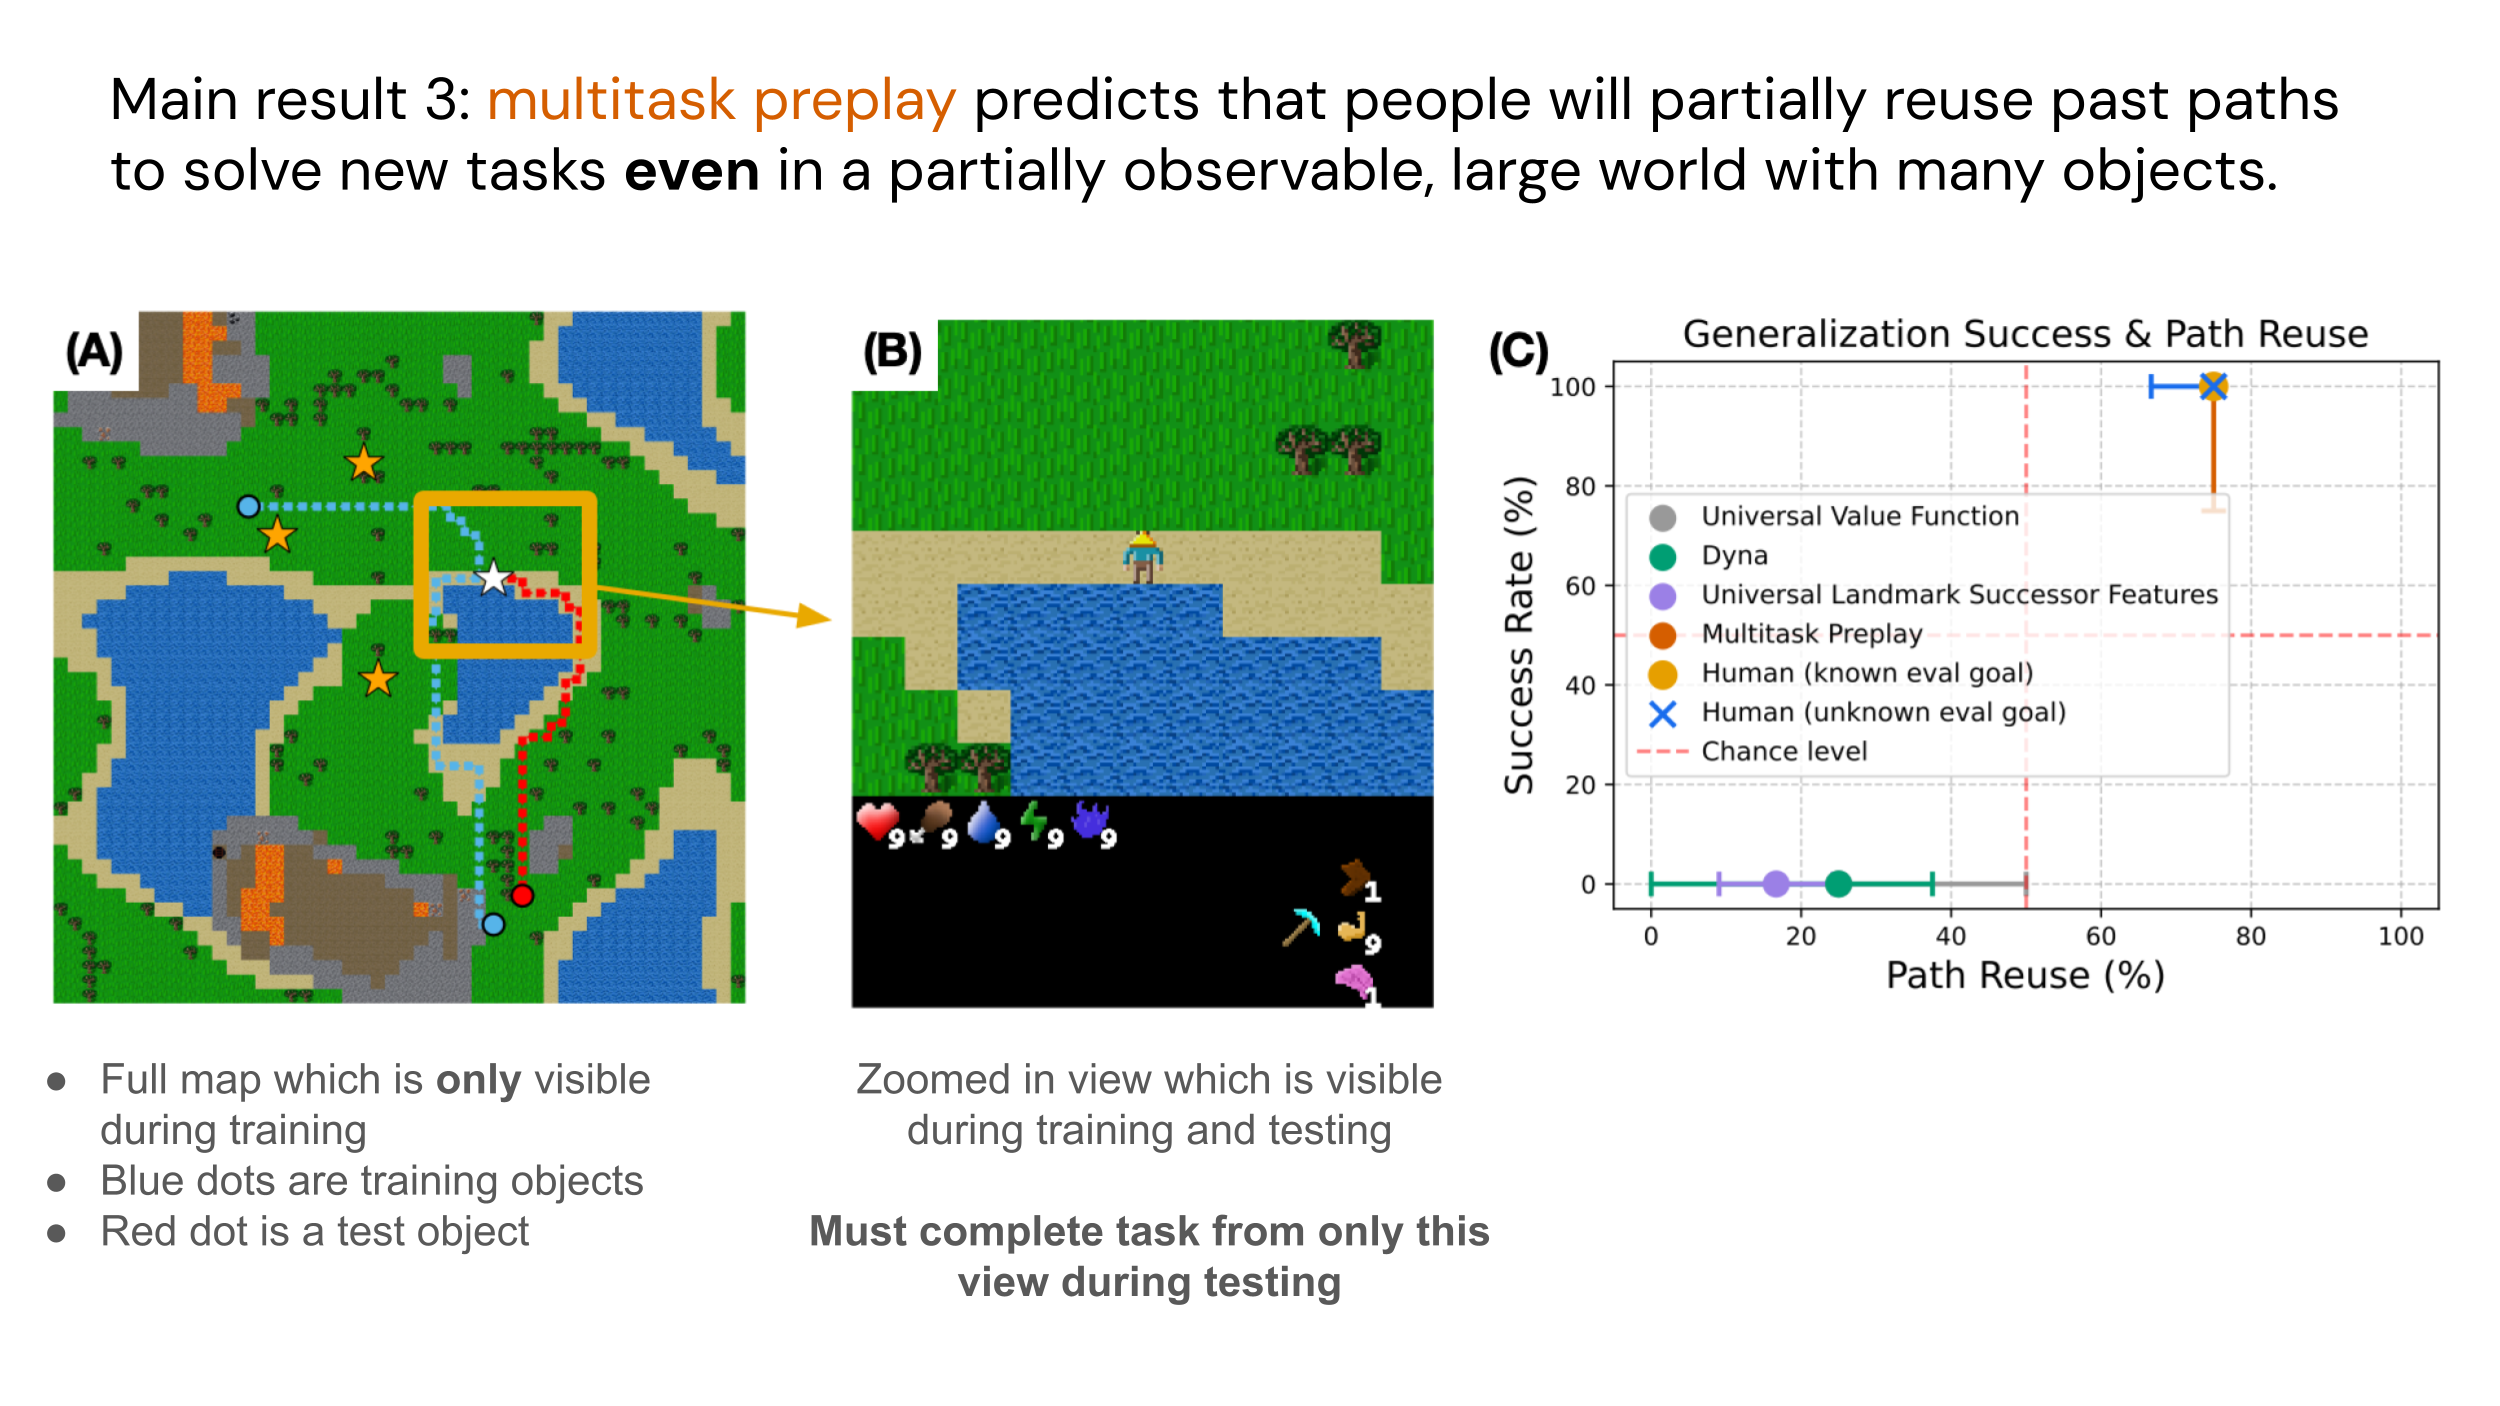 Main result 3: multitask preplay predicts that people will partially reuse past paths
to solve new tasks even in a partially observable, large world with many objects.
(A)
(B)
9 9 9 9 9
1
9
1
(C)
Generalization Success & Path Reuse
Success Rate (%)
100
80
60
40
20
0
Universal Value Function
Dyna
Universal Landmark Successor Features
Multitask Preplay
Human (known eval goal)
Human (unknown eval goal)
Chance level
0 20 40 60 80 100
Path Reuse (%)
● Full map which is only visible
during training
● Blue dots are training objects
● Red dot is a test object
Zoomed in view which is visible
during training and testing
Must complete task from only this
view during testing